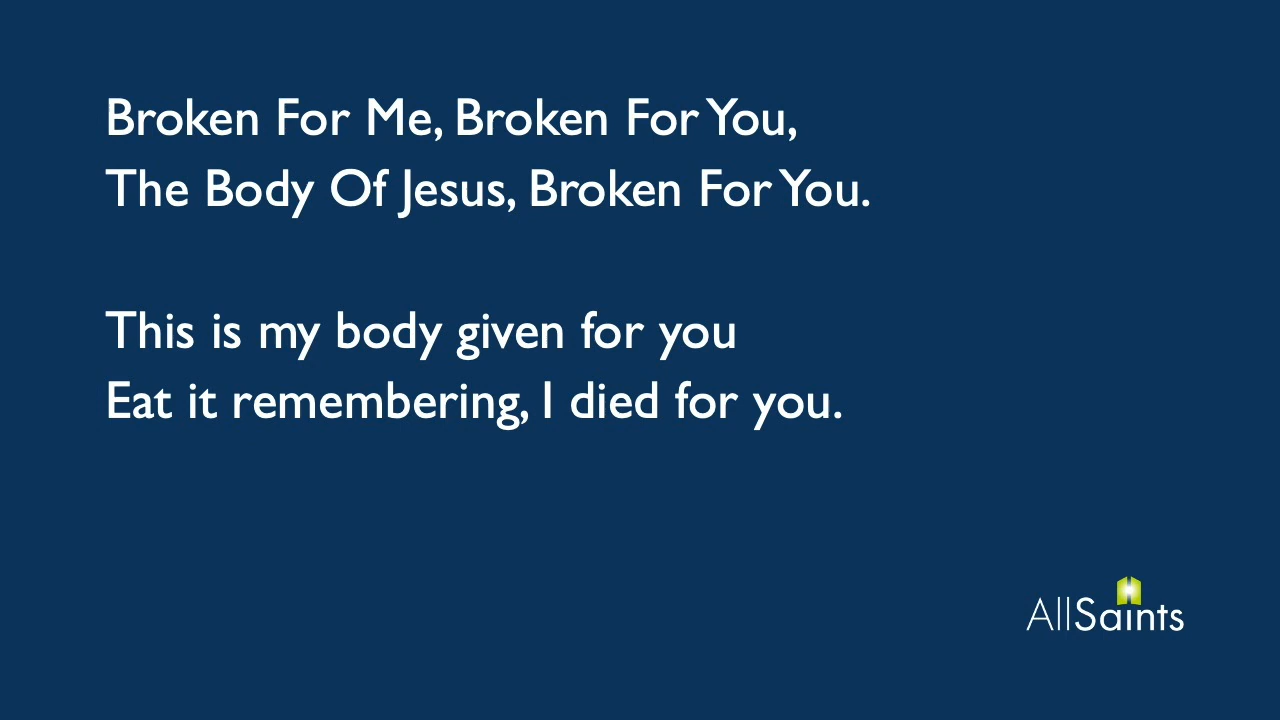 Broken For Me, Broken For You,
The Body Of Jesus, Broken For You.
This is my body given for you
Eat it remembering, I died for you.
AllSaints